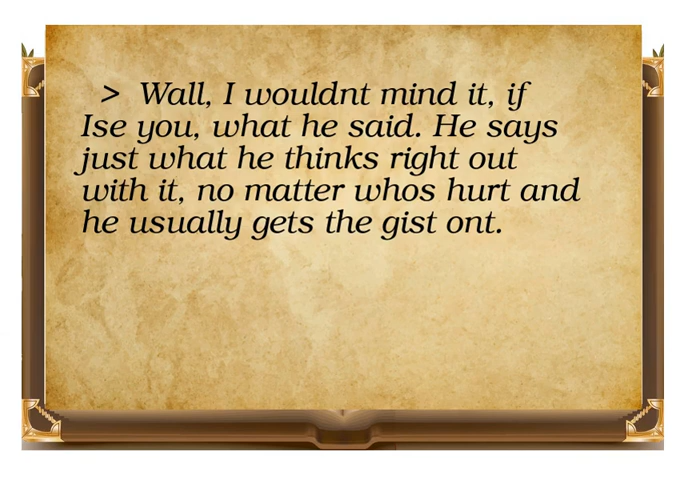 > Wall, I wouldnt mind it, if
Ise you, what he said. He says
just what he thinks right out
with it, no matter whos hurt and
he usually gets the gist ont.